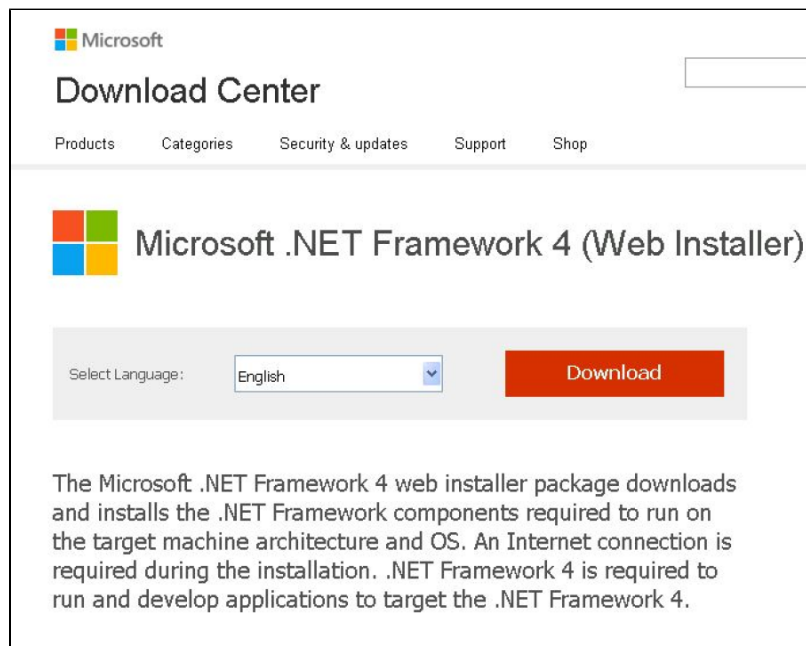 Microsoft
Download Center
Products Categories Security & updates Support Shop
Microsoft .NET Framework 4 (Web Installer)
Select Language: English Download
The Microsoft .NET Framework 4 web installer package downloads
and installs the .NET Framework components required to run on
the target machine architecture and OS. An Internet connection is
required during the installation. .NET Framework 4 is required to
run and develop applications to target the .NET Framework 4.